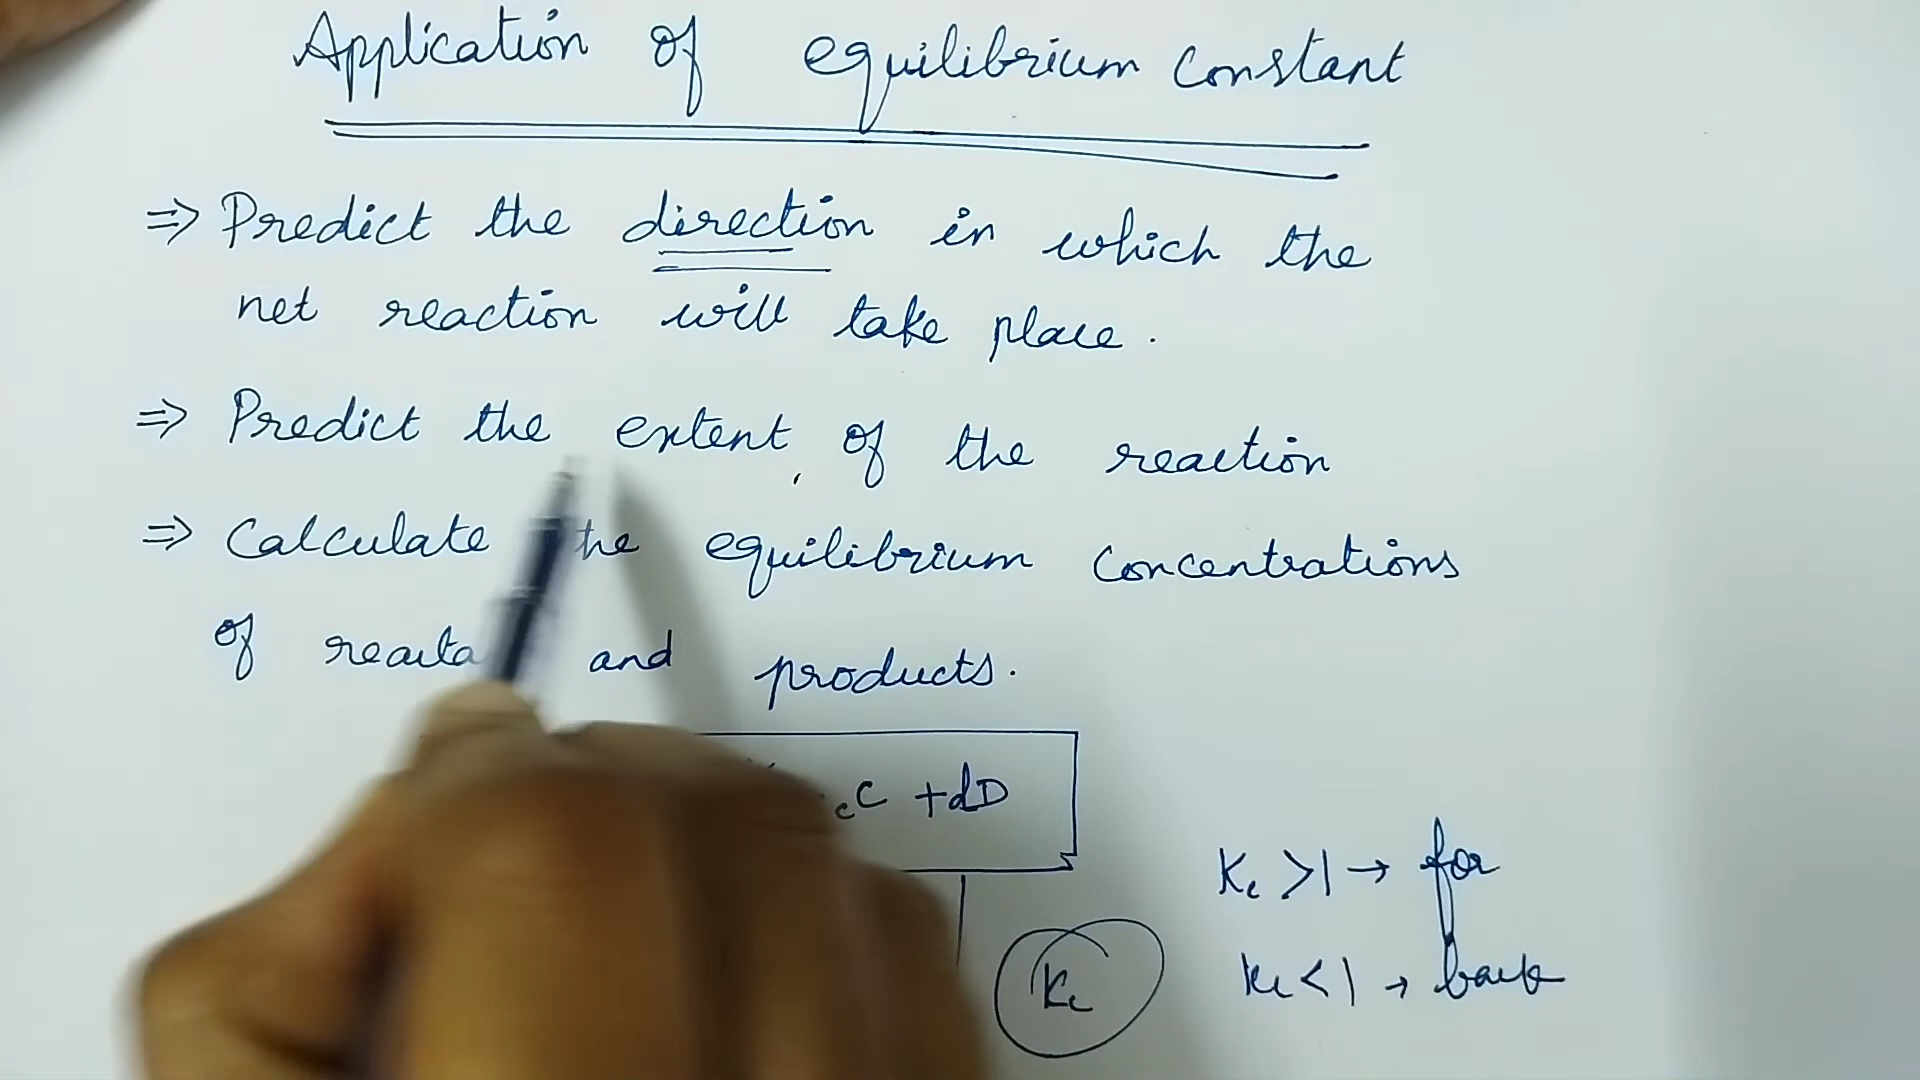 Application of equilibrium constant
⇒ Predict the direction in which the
net reaction will take place.
⇒ Predict the extent of the reaction
⇒ Calculate the equilibrium concentrations
of and products.
cC + dD
Kc >1 → for
Kc < 1 → back
Kc